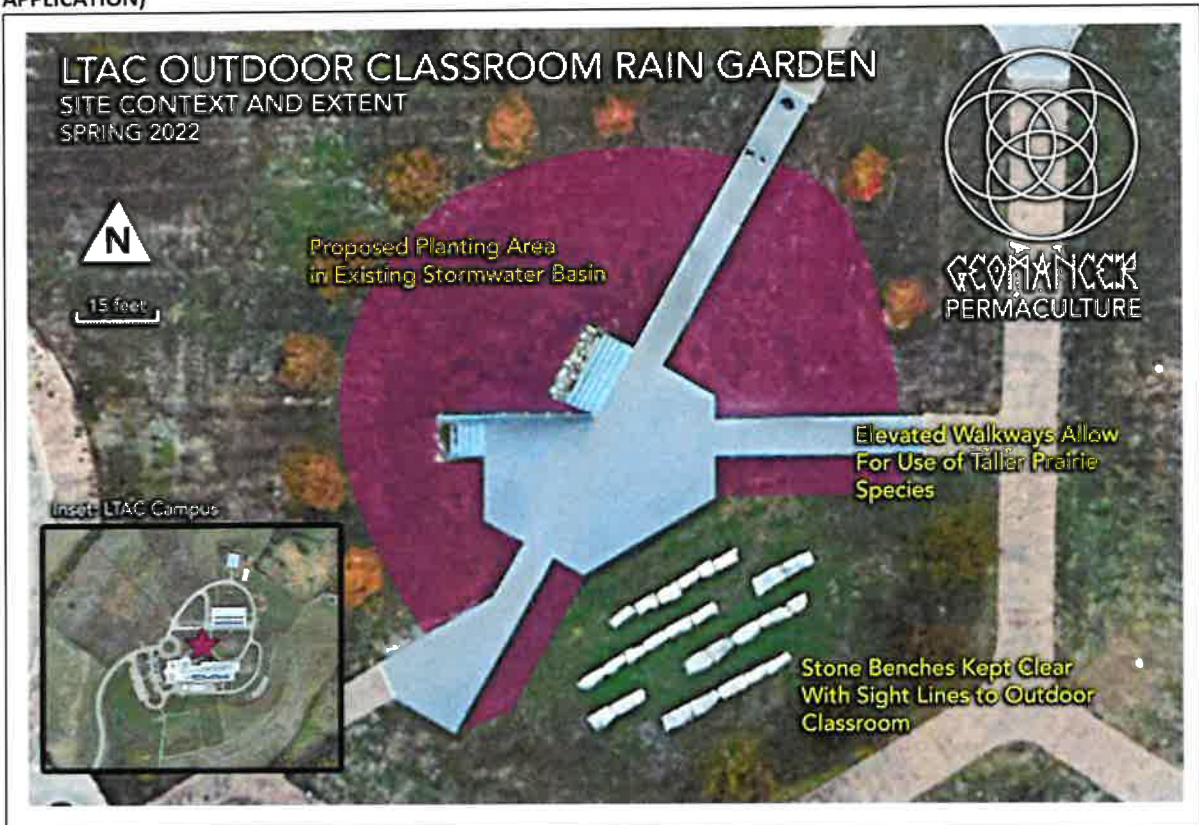 APPLICATION)
LTAC OUTDOOR CLASSROOM RAIN GARDEN
SITE CONTEXT AND EXTENT
SPRING 2022
N
15 feet
Proposed Planting Area
in Existing Stormwater Basin
GEOMANCER
PERMACULTURE
Elevated Walkways Allow
For Use of Taller Prairie
Species
Inset: LTAC Campus
Stone Benches Kept Clear
With Sight Lines to Outdoor
Classroom